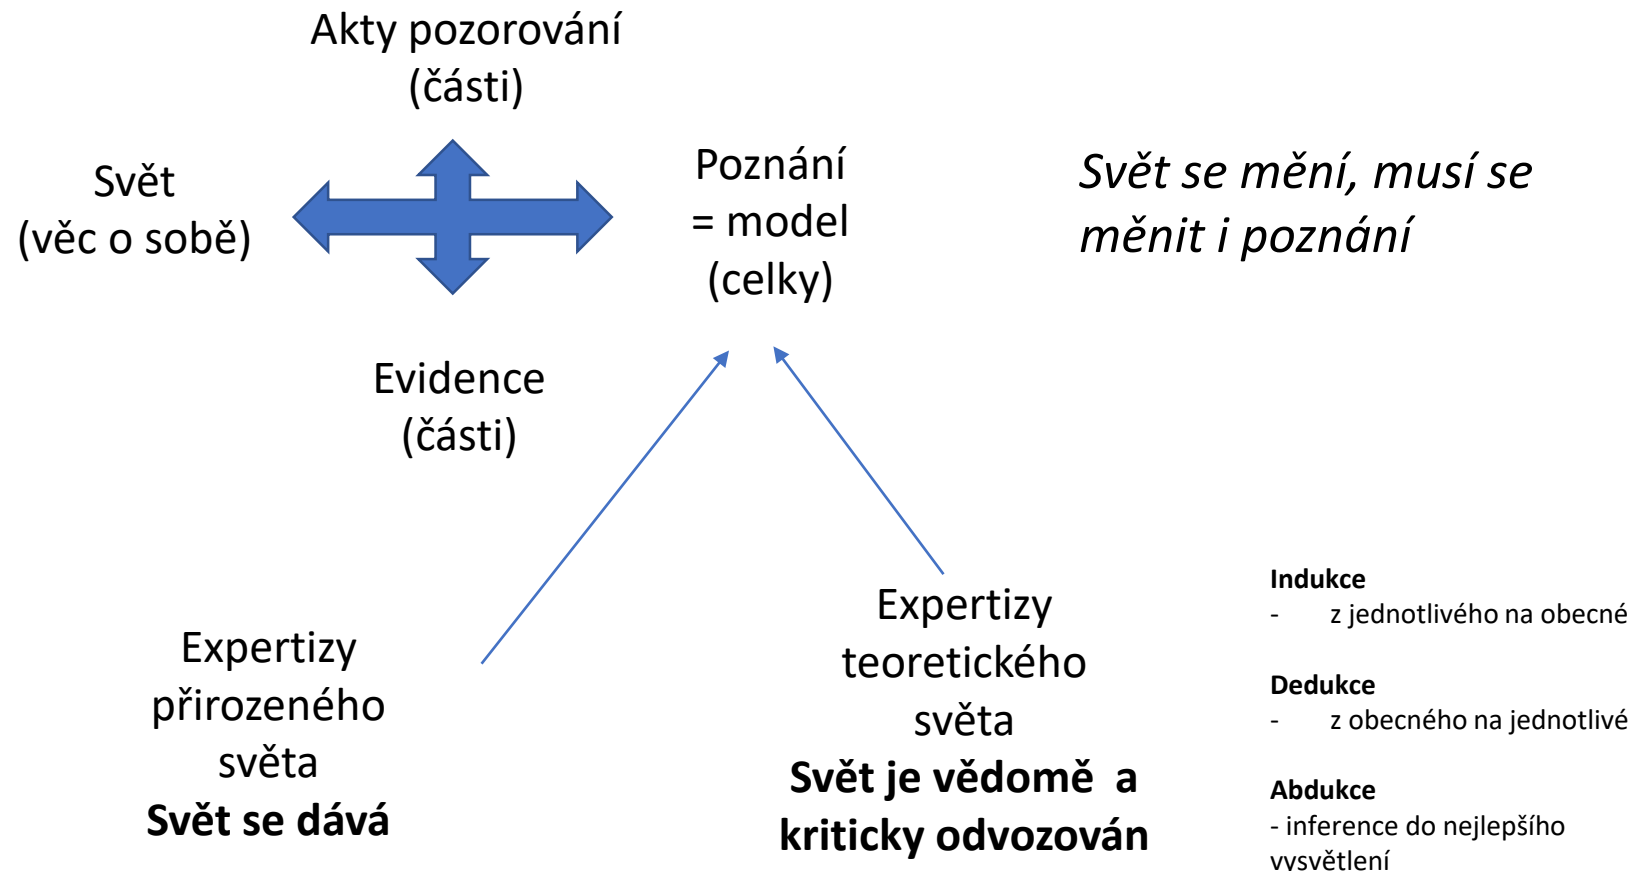 Akty pozorování
(části)
Svět
(věc o sobě)
Poznání
= model
(celky)
Svět se mění, musí se
měnit i poznání
Evidence
(části)
Expertizy
přirozeného
světa
Svět se dává
Expertizy
teoretického
světa
Svět je vědomě a
kriticky odvozován
Indukce
- z jednotlivého na obecné
Dedukce
- z obecného na jednotlivé
Abdukce
- inference do nejlepšího
vysvětlení